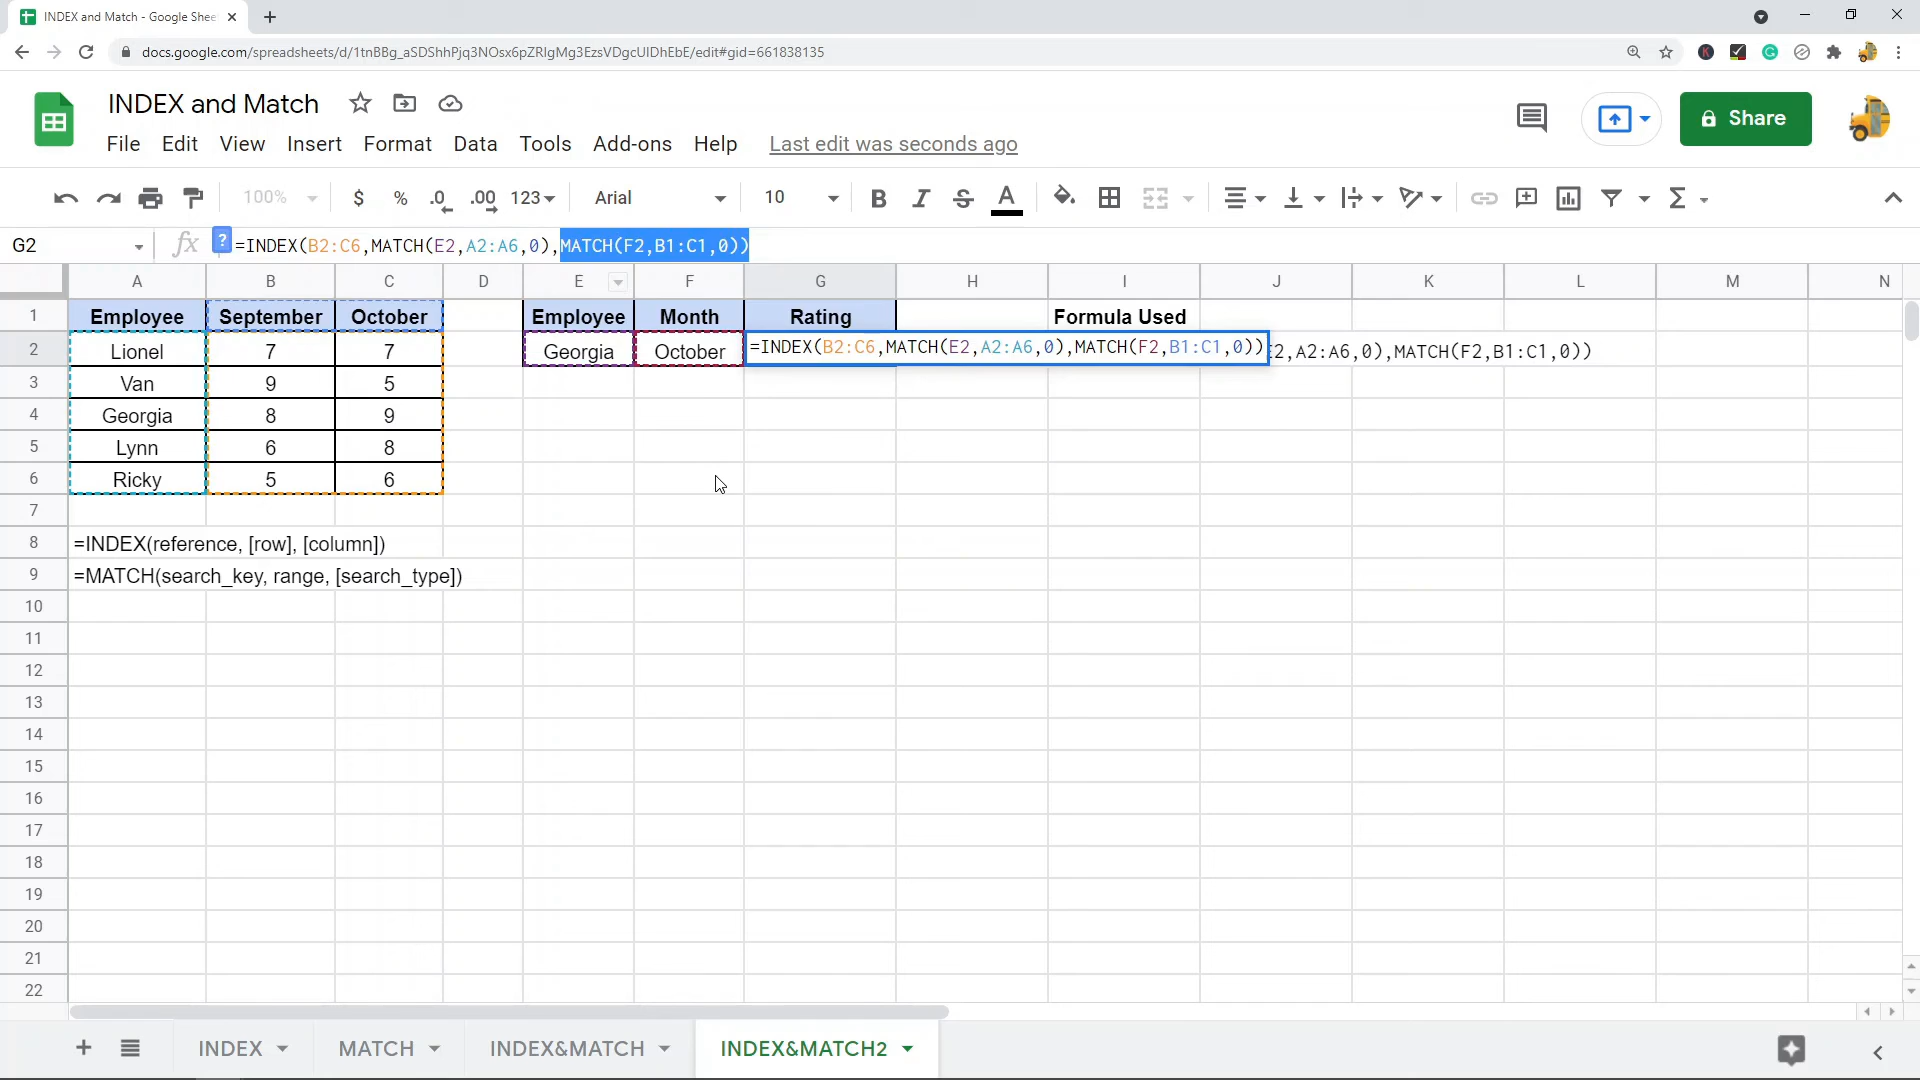 INDEX and Match - Google Shee
docs.google.com/spreadsheets/d/1tnBBg_aSDShhPjq3NOsx6pZRlgMg3EzsVDgcUIDhEbE/edit#gid=661838135
INDEX and Match
Share
File Edit View Insert Format Data Tools Add-ons Help Last edit was seconds ago
100% $ % .0 .00 123 Arial 10 B I S A
G2 fx ? =INDEX(B2:C6,MATCH(E2,A2:A6,0),MATCH(F2,B1:C1,0))
A B C D E F G H I J K L M N
1 Employee September October Employee Month Rating Formula Used
2 Lionel 7 7 Georgia October =INDEX(B2:C6,MATCH(E2,A2:A6,0),MATCH(F2,B1:C1,0)) E2,A2:A6,0),MATCH(F2,B1:C1,0))
3 Van 9 5
4 Georgia 8 9
5 Lynn 6 8
6 Ricky 5 6
7
8 =INDEX(reference, [row], [column])
9 =MATCH(search_key, range, [search_type])
10
11
12
13
14
15
16
17
18
19
20
21
22
INDEX MATCH INDEX&MATCH INDEX&MATCH2